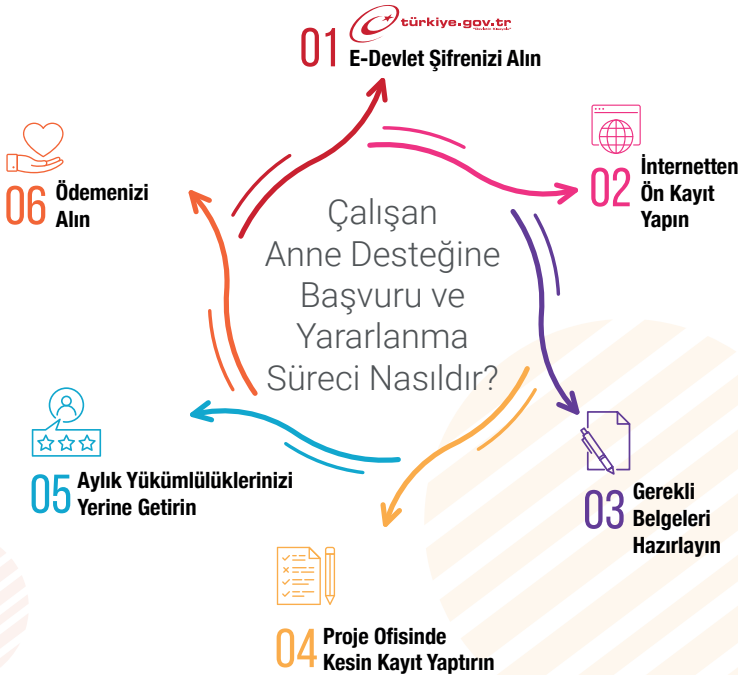 türkiye.gov.tr
01 E-Devlet Şifrenizi Alın
İnternetten
02 Ön Kayıt
Yapın
Gerekli
03 Belgeleri
Hazırlayın
Proje Ofisinde
04 Kesin Kayıt Yaptırın
05 Aylık Yükümlülüklerinizi
Yerine Getirin
06 Ödemenizi
Alın
Çalışan
Anne Desteğine
Başvuru ve
Yararlanma
Süreci Nasıldır?